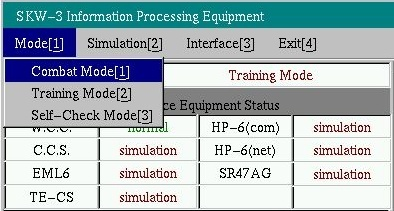 SKW-3 Information Processing Equipment
Mode[1] Simulation[2] Interface[3] Exit[4]
Combat Mode[1]
Training Mode[2]
Self-Check Mode[3]
Training Mode
Equipment Status
W.C.C. normal HP-6(com) simulation
C.C.S. simulation HP-6(net) simulation
EML6 simulation SR47AG simulation
TE-CS simulation